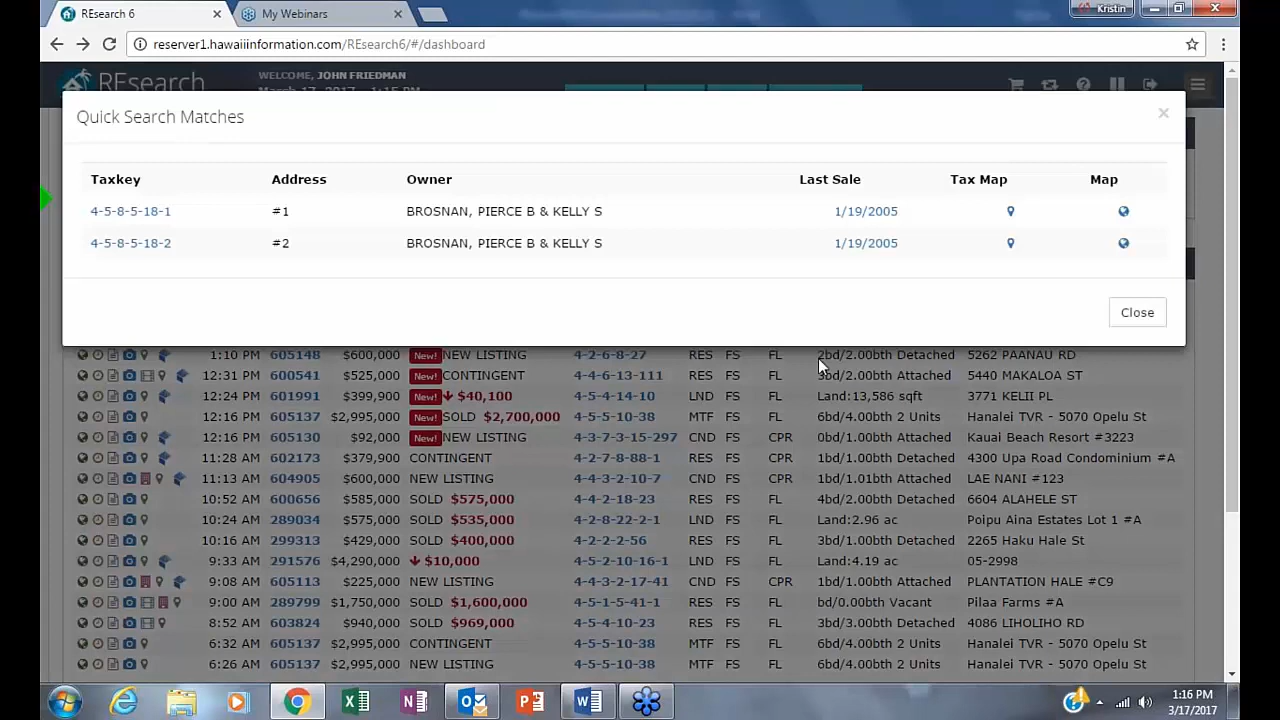 REsearch 6
My Webinars
Kristin
reserver1.hawaiiinformation.com/REsearch6/#/dashboard
REsearch
WELCOME, JOHN FRIEDMAN
March 17, 2017 - 1:15 PM
Quick Search Matches
Taxkey Address Owner Last Sale Tax Map Map
4-5-8-5-18-1 #1 BROSNAN, PIERCE B & KELLY S 1/19/2005
4-5-8-5-18-2 #2 BROSNAN, PIERCE B & KELLY S 1/19/2005
Close
1:10 PM 605148 $600,000 New! NEW LISTING 4-2-6-8-27 RES FS FL 2bd/2.00bth Detached 5262 PAANAU RD
12:31 PM 600541 $525,000 New! CONTINGENT 4-4-6-13-111 RES FS FL 3bd/2.00bth Attached 5440 MAKALOA ST
12:24 PM 601991 $399,900 New! $40,100 4-5-4-14-10 LND FS FL Land:13,586 sqft 3771 KELII PL
12:16 PM 605137 $2,995,000 New! SOLD $2,700,000 4-5-5-10-38 MTF FS FL 6bd/4.00bth 2 Units Hanalei TVR - 5070 Opelu St
12:16 PM 605130 $92,000 New! NEW LISTING 4-3-7-3-15-297 CND FS CPR 0bd/1.00bth Attached Kauai Beach Resort #3223
11:28 AM 602173 $379,900 CONTINGENT 4-2-7-8-88-1 RES FS CPR 1bd/1.00bth Detached 4300 Upa Road Condominium #A
11:13 AM 604905 $600,000 NEW LISTING 4-4-3-2-10-7 CND FS CPR 1bd/1.01bth Attached LAE NANI #123
10:52 AM 600656 $585,000 SOLD $575,000 4-4-2-18-23 RES FS FL 4bd/2.00bth Detached 6604 ALAHELE ST
10:24 AM 289034 $575,000 SOLD $535,000 4-2-8-22-2-1 LND FS FL Land:2.96 ac Poipu Aina Estates Lot 1 #A
10:16 AM 299313 $429,000 SOLD $400,000 4-5-2-2-56 RES FS FL 3bd/1.00bth Detached 2265 Haku Hale St
9:33 AM 291576 $4,290,000 $10,000 4-5-2-10-16-1 LND FS FL Land:4.19 ac 05-2998
9:08 AM 605113 $225,000 NEW LISTING 4-4-3-2-17-41 CND FS CPR 1bd/1.00bth Attached PLANTATION HALE #C9
9:00 AM 289799 $1,750,000 SOLD $1,600,000 4-5-1-5-41-1 RES FS FL bd/0.00bth Vacant Pilaa Farms #A
8:52 AM 603824 $940,000 SOLD $969,000 4-5-4-10-23 RES FS FL 3bd/2.00bth Detached 4086 LIHOLIHO RD
6:32 AM 605137 $2,995,000 CONTINGENT 4-5-5-10-38 MTF FS FL 6bd/4.00bth 2 Units Hanalei TVR - 5070 Opelu St
6:26 AM 605137 $2,995,000 NEW LISTING 4-5-5-10-38 MTF FS FL 6bd/4.00bth 2 Units Hanalei TVR - 5070 Opelu St
1:16 PM
3/17/2017